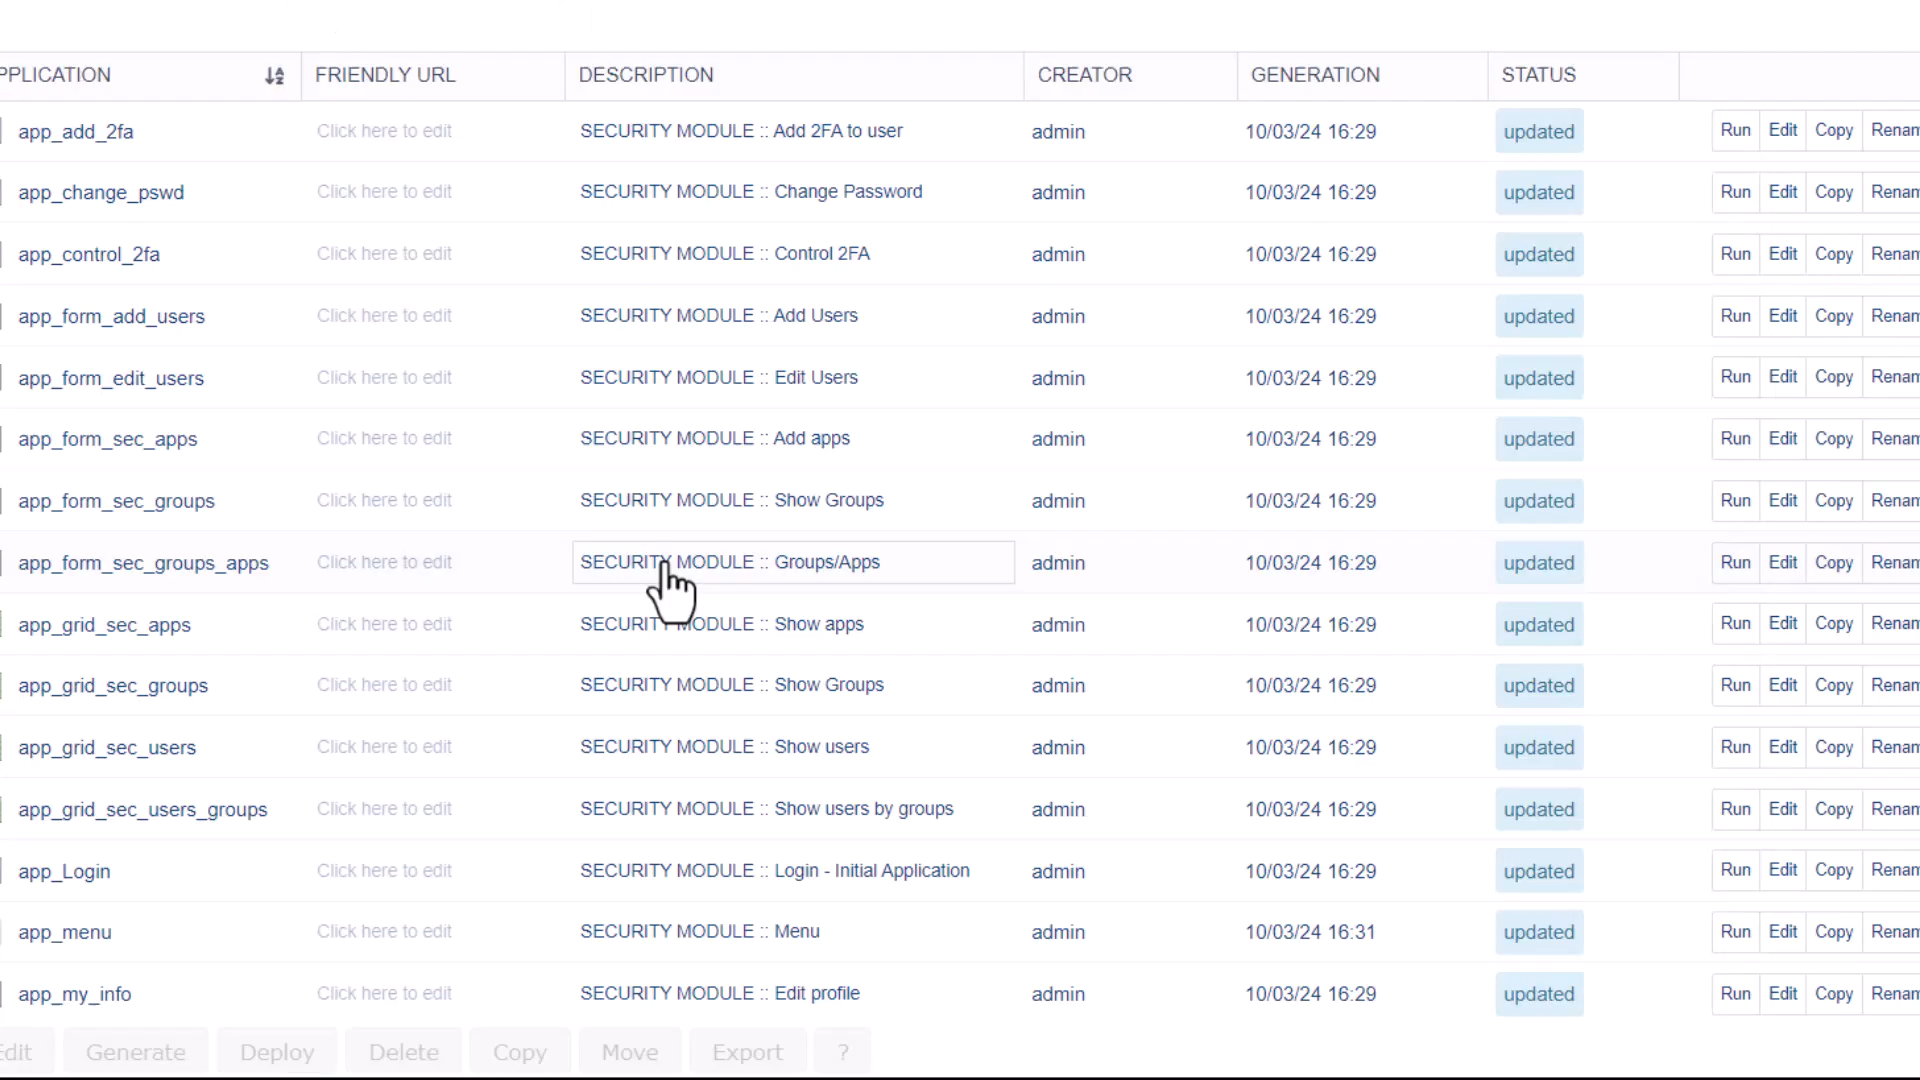 PPLICATION FRIENDLY URL DESCRIPTION CREATOR GENERATION STATUS
app_add_2fa Click here to edit SECURITY MODULE :: Add 2FA to user admin 10/03/24 16:29 updated Run Edit Copy Renam
app_change_pswd Click here to edit SECURITY MODULE :: Change Password admin 10/03/24 16:29 updated Run Edit Copy Renam
app_control_2fa Click here to edit SECURITY MODULE :: Control 2FA admin 10/03/24 16:29 updated Run Edit Copy Renam
app_form_add_users Click here to edit SECURITY MODULE :: Add Users admin 10/03/24 16:29 updated Run Edit Copy Renam
app_form_edit_users Click here to edit SECURITY MODULE :: Edit Users admin 10/03/24 16:29 updated Run Edit Copy Renam
app_form_sec_apps Click here to edit SECURITY MODULE :: Add apps admin 10/03/24 16:29 updated Run Edit Copy Renam
app_form_sec_groups Click here to edit SECURITY MODULE :: Show Groups admin 10/03/24 16:29 updated Run Edit Copy Renam
app_form_sec_groups_apps Click here to edit SECURITY MODULE :: Groups/Apps admin 10/03/24 16:29 updated Run Edit Copy Renam
app_grid_sec_apps Click here to edit SECURITY MODULE :: Show apps admin 10/03/24 16:29 updated Run Edit Copy Renam
app_grid_sec_groups Click here to edit SECURITY MODULE :: Show Groups admin 10/03/24 16:29 updated Run Edit Copy Renam
app_grid_sec_users Click here to edit SECURITY MODULE :: Show users admin 10/03/24 16:29 updated Run Edit Copy Renam
app_grid_sec_users_groups Click here to edit SECURITY MODULE :: Show users by groups admin 10/03/24 16:29 updated Run Edit Copy Renam
app_Login Click here to edit SECURITY MODULE :: Login - Initial Application admin 10/03/24 16:29 updated Run Edit Copy Renam
app_menu Click here to edit SECURITY MODULE :: Menu admin 10/03/24 16:31 updated Run Edit Copy Renam
app_my_info Click here to edit SECURITY MODULE :: Edit profile admin 10/03/24 16:29 updated Run Edit Copy Renam
Edit Generate Deploy Delete Copy Move Export ?